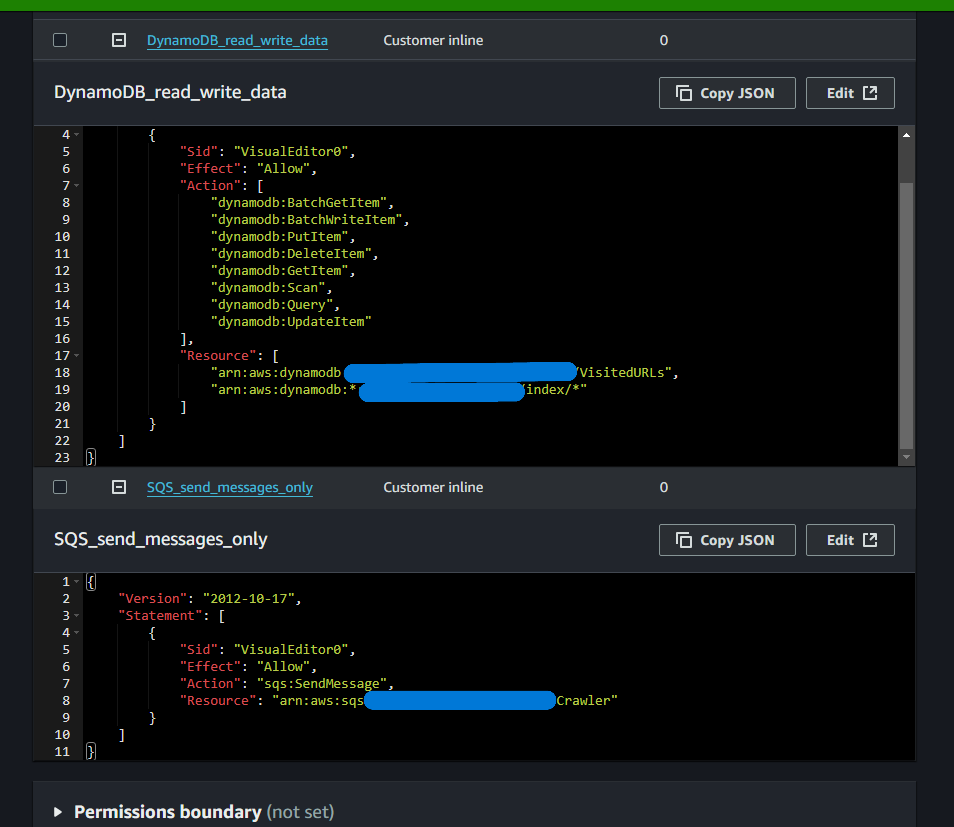 DynamoDB_read_write_data Customer inline 0
DynamoDB_read_write_data Copy JSON Edit
4 {
5 "Sid": "VisualEditor0",
6 "Effect": "Allow",
7 "Action": [
8 "dynamodb:BatchGetItem",
9 "dynamodb:BatchWriteItem",
10 "dynamodb:PutItem",
11 "dynamodb:DeleteItem",
12 "dynamodb:GetItem",
13 "dynamodb:Scan",
14 "dynamodb:Query",
15 "dynamodb:UpdateItem"
16 ],
17 "Resource": [
18 "arn:aws:dynamodb /VisitedURLs",
19 "arn:aws:dynamodb:* /index/*"
20 ]
21 }
22 ]
23 }
SQS_send_messages_only Customer inline 0
SQS_send_messages_only Copy JSON Edit
1 {
2 "Version": "2012-10-17",
3 "Statement": [
4 {
5 "Sid": "VisualEditor0",
6 "Effect": "Allow",
7 "Action": "sqs:SendMessage",
8 "Resource": "arn:aws:sqs Crawler"
9 }
10 ]
11 }
Permissions boundary (not set)